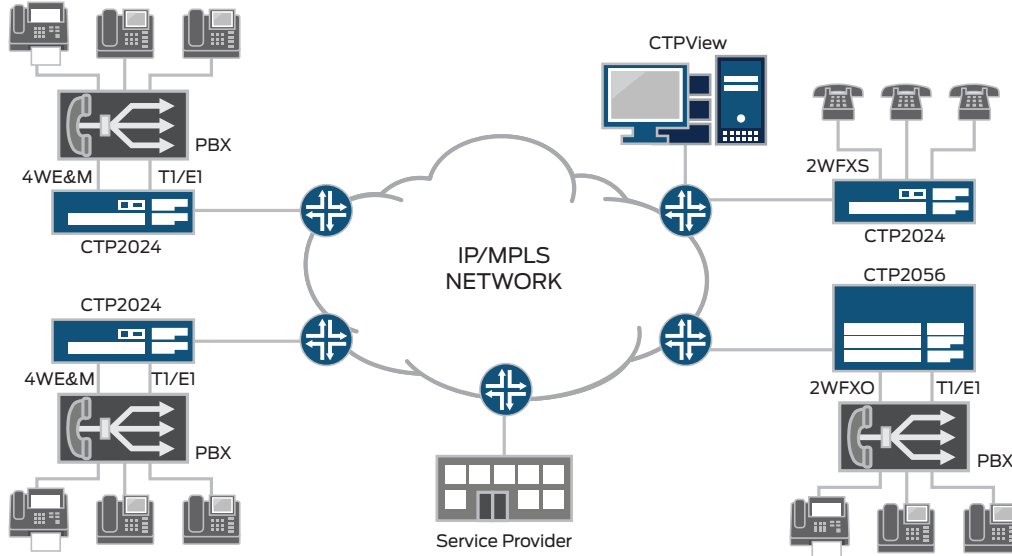 CTPView
PBX
4WE&M
T1/E1
CTP2024
2WFXS
CTP2024
IP/MPLS
NETWORK
CTP2056
CTP2024
4WE&M
T1/E1
PBX
2WFXO
T1/E1
PBX
Service Provider